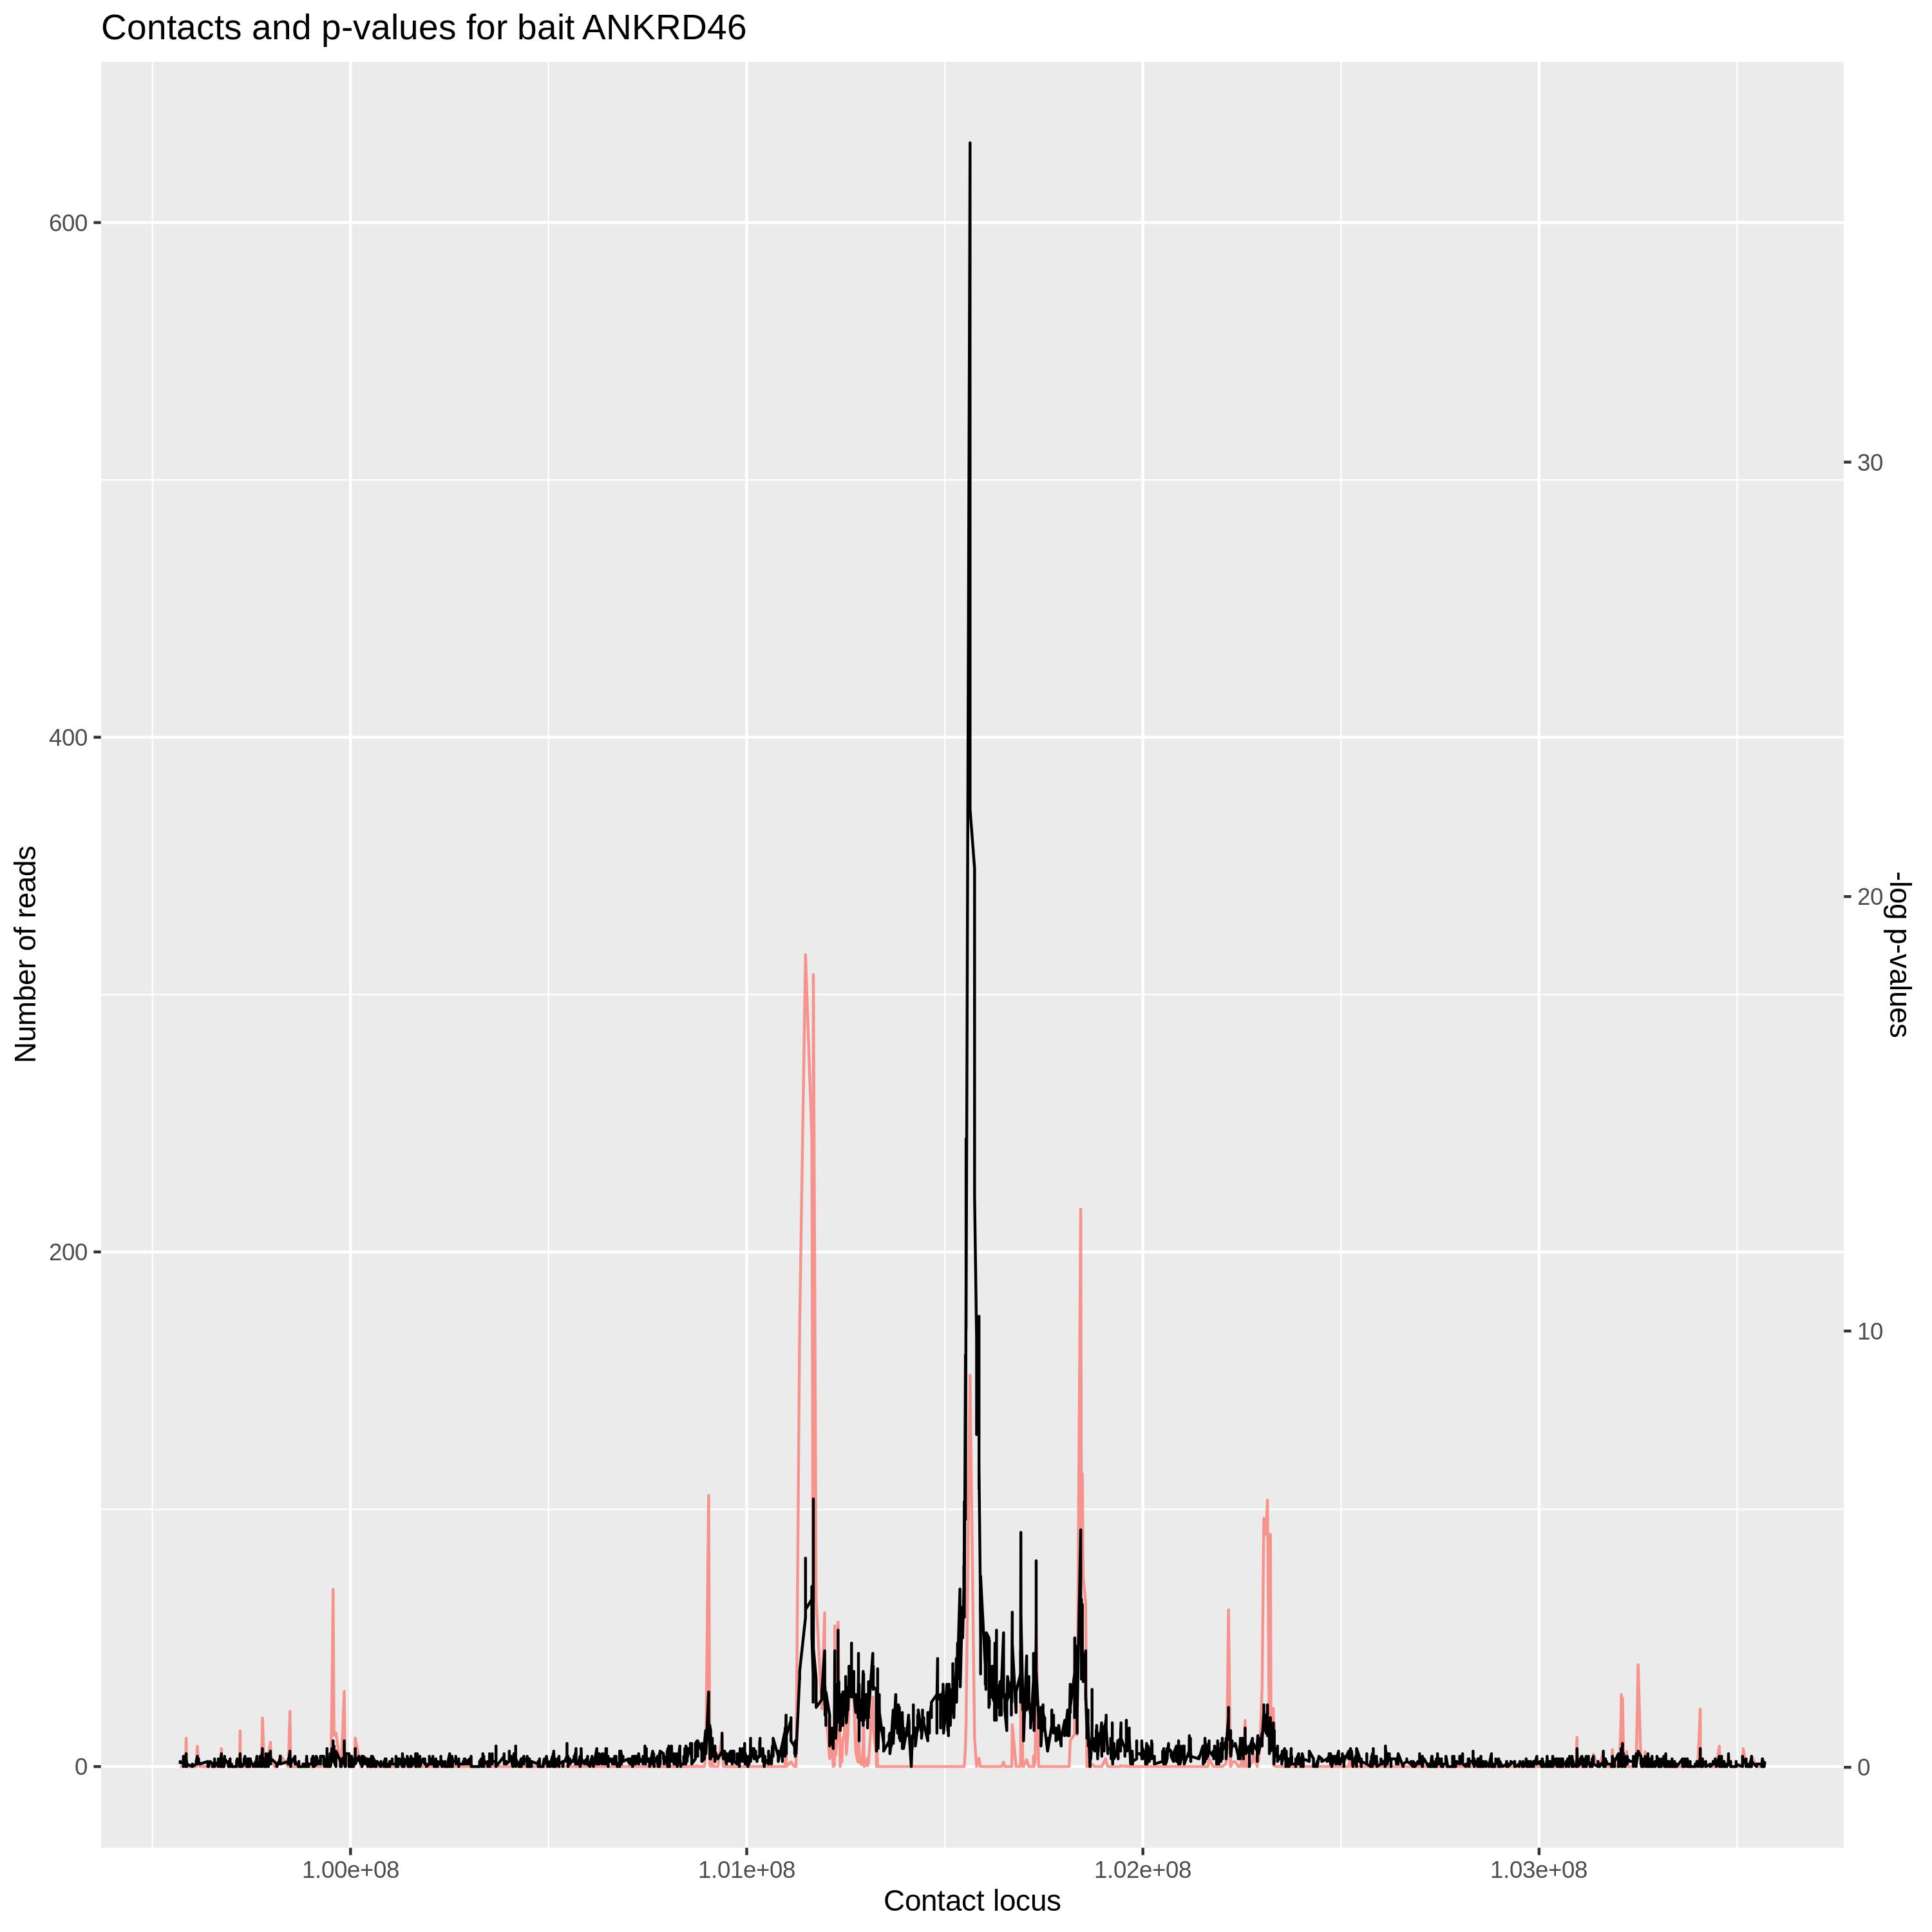 Contacts and p-values for bait ANKRD46
600
400
200
0
Number of reads
30
20
10
0
-log p-values
1.00e+08 1.01e+08 1.02e+08 1.03e+08
Contact locus